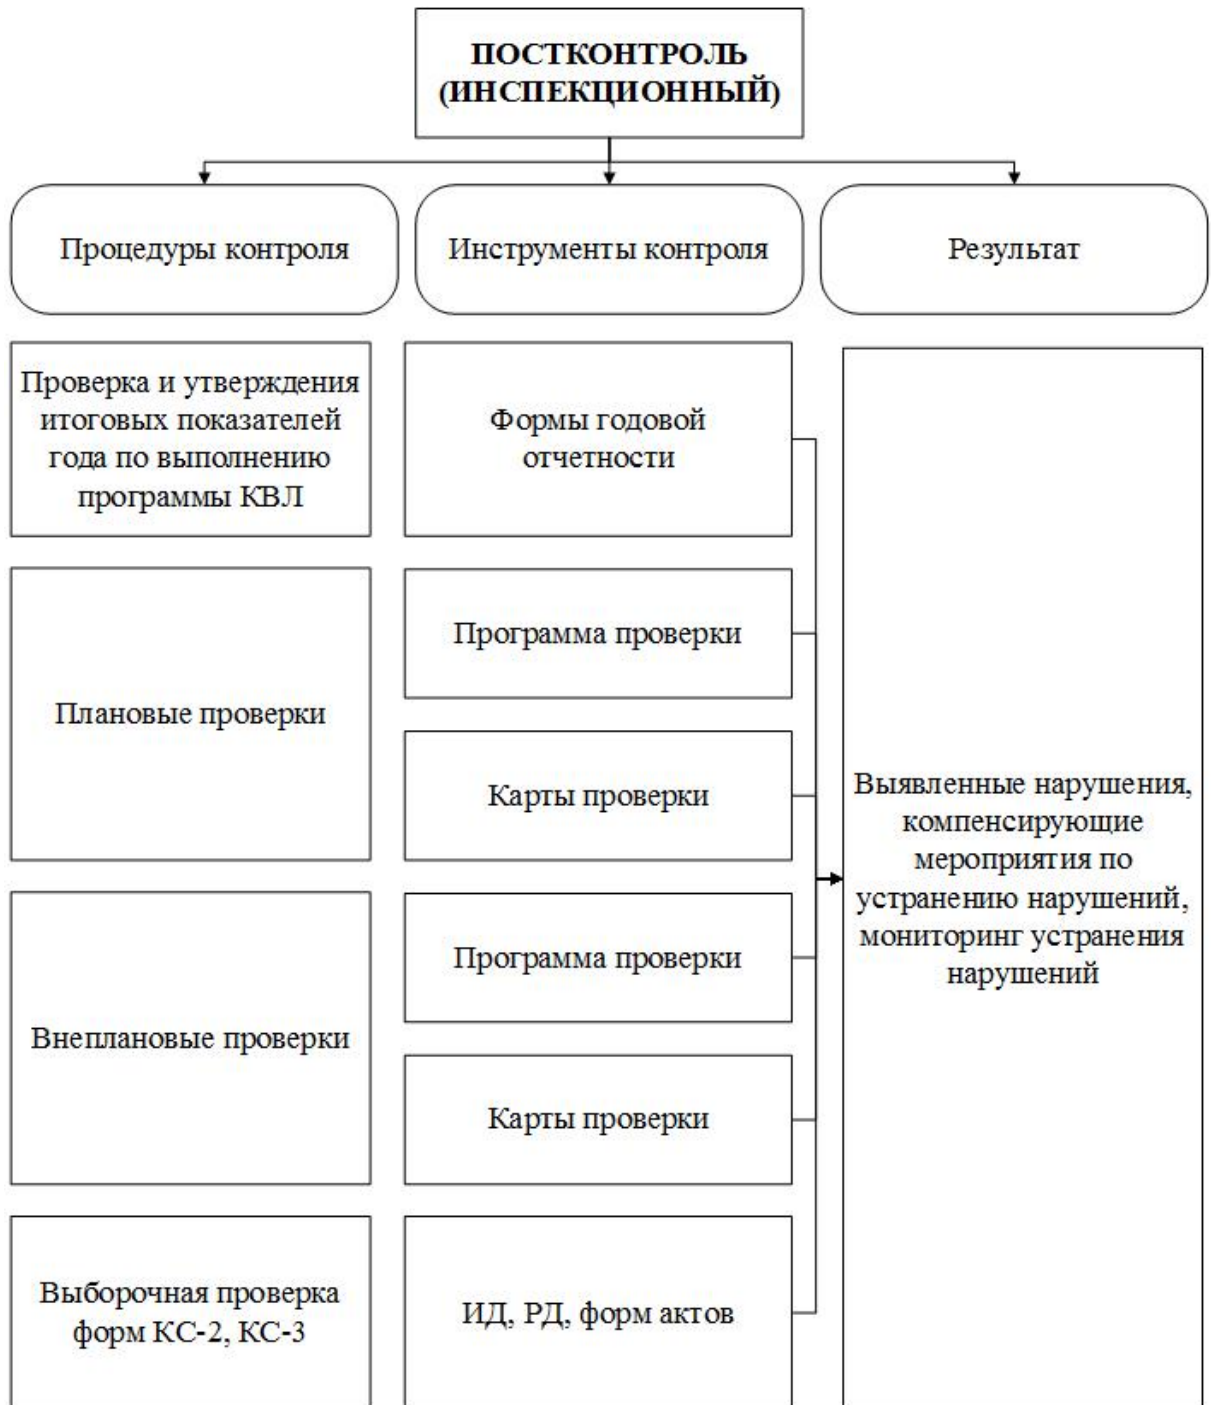 ПОСТКОНТРОЛЬ
(ИНСПЕКЦИОННЫЙ)
Процедуры контроля
Инструменты контроля
Результат
Проверка и утверждения
итоговых показателей
года по выполнению
программы КВЛ
Формы годовой
отчетности
Плановые проверки
Программа проверки
Карты проверки
Внеплановые проверки
Программа проверки
Карты проверки
Выборочная проверка
форм КС-2, КС-3
ИД, РД, форм актов
Выявленные нарушения,
компенсирующие
мероприятия по
устранению нарушений,
мониторинг устранения
нарушений